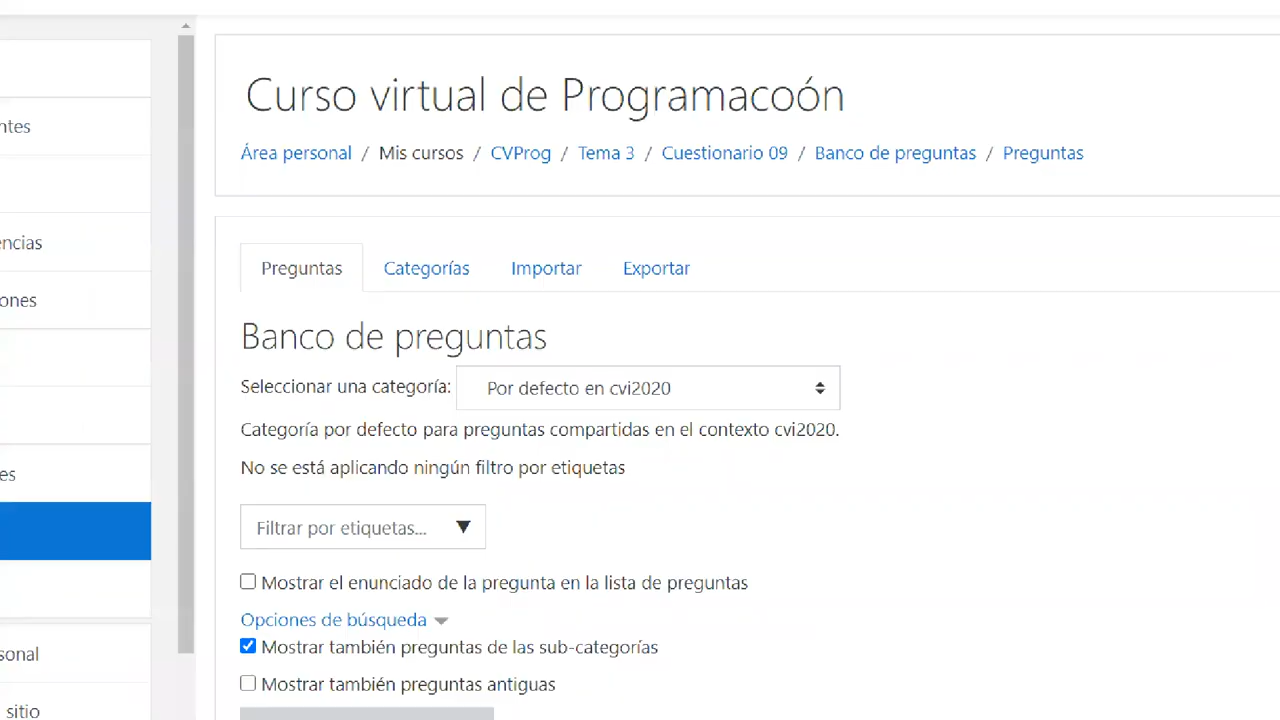 Curso virtual de Programacoón
Área personal / Mis cursos / CVProg / Tema 3 / Cuestionario 09 / Banco de preguntas / Preguntas
ntes
encias
ones
es
sonal
sitio
Preguntas Categorías Importar Exportar
Banco de preguntas
Seleccionar una categoría: Por defecto en cvi2020
Categoría por defecto para preguntas compartidas en el contexto cvi2020.
No se está aplicando ningún filtro por etiquetas
Filtrar por etiquetas... ▼
Mostrar el enunciado de la pregunta en la lista de preguntas
Opciones de búsqueda
Mostrar también preguntas de las sub-categorías
Mostrar también preguntas antiguas